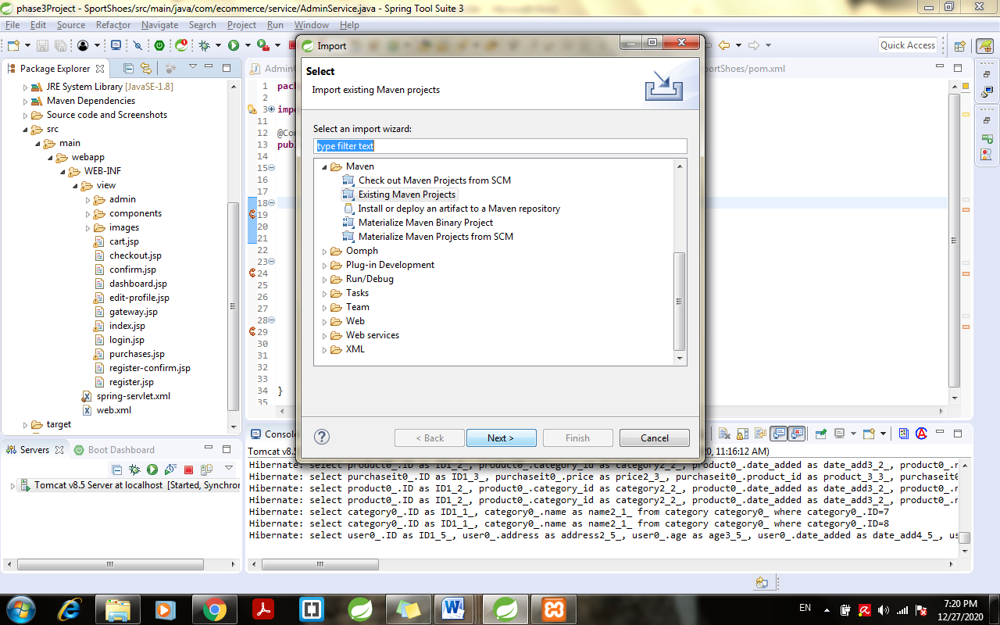 phase3Project - SportShoes/src/main/java/com/ecommerce/service/AdminService.java - Spring Tool Suite 3
File Edit Source Refactor Navigate Search Project Run Window Help
Quick Access
Package Explorer
JRE System Library [JavaSE-1.8]
Maven Dependencies
Source code and Screenshots
src
main
webapp
WEB-INF
view
admin
components
images
cart.jsp
checkout.jsp
confirm.jsp
dashboard.jsp
edit-profile.jsp
gateway.jsp
index.jsp
login.jsp
purchases.jsp
register-confirm.jsp
register.jsp
spring-servlet.xml
web.xml
target
Servers Boot Dashboard
Tomcat v8.5 Server at localhost [Started, Synchror
Admin
ortShoes/pom.xml
1 pack
2
3 impo
11
12 @Con
13 publ
14
15
16
17
18
19
20
21
22
23
24
25
26
27
28
29
30
31
32
33
34 }
35
Import
Select
Import existing Maven projects
Select an import wizard:
type filter text
Maven
Check out Maven Projects from SCM
Existing Maven Projects
Install or deploy an artifact to a Maven repository
Materialize Maven Binary Project
Materialize Maven Projects from SCM
Oomph
Plug-in Development
Run/Debug
Tasks
Team
Web
Web services
XML
< Back Next > Finish Cancel
Console
Tomcat v8.5 20, 11:16:12 AM)
Hibernate: select product0_.ID as ID1_2_, product0_.category_id as category2_2_, product0_.date_added as date_add3_2_, product0_.n
Hibernate: select purchaseit0_.ID as ID1_3_, purchaseit0_.price as price2_3_, purchaseit0_.product_id as product_3_3_, purchaseit0
Hibernate: select product0_.ID as ID1_2_, product0_.category_id as category2_2_, product0_.date_added as date_add3_2_, product0_.n
Hibernate: select product0_.ID as ID1_2_, product0_.category_id as category2_2_, product0_.date_added as date_add3_2_, product0_.n
Hibernate: select category0_.ID as ID1_1_, category0_.name as name2_1_ from category category0_ where category0_.ID=7
Hibernate: select category0_.ID as ID1_1_, category0_.name as name2_1_ from category category0_ where category0_.ID=8
Hibernate: select user0_.ID as ID1_5_, user0_.address as address2_5_, user0_.age as age3_5_, user0_.date_added as date_add4_5_, us
EN
7:20 PM
12/27/2020